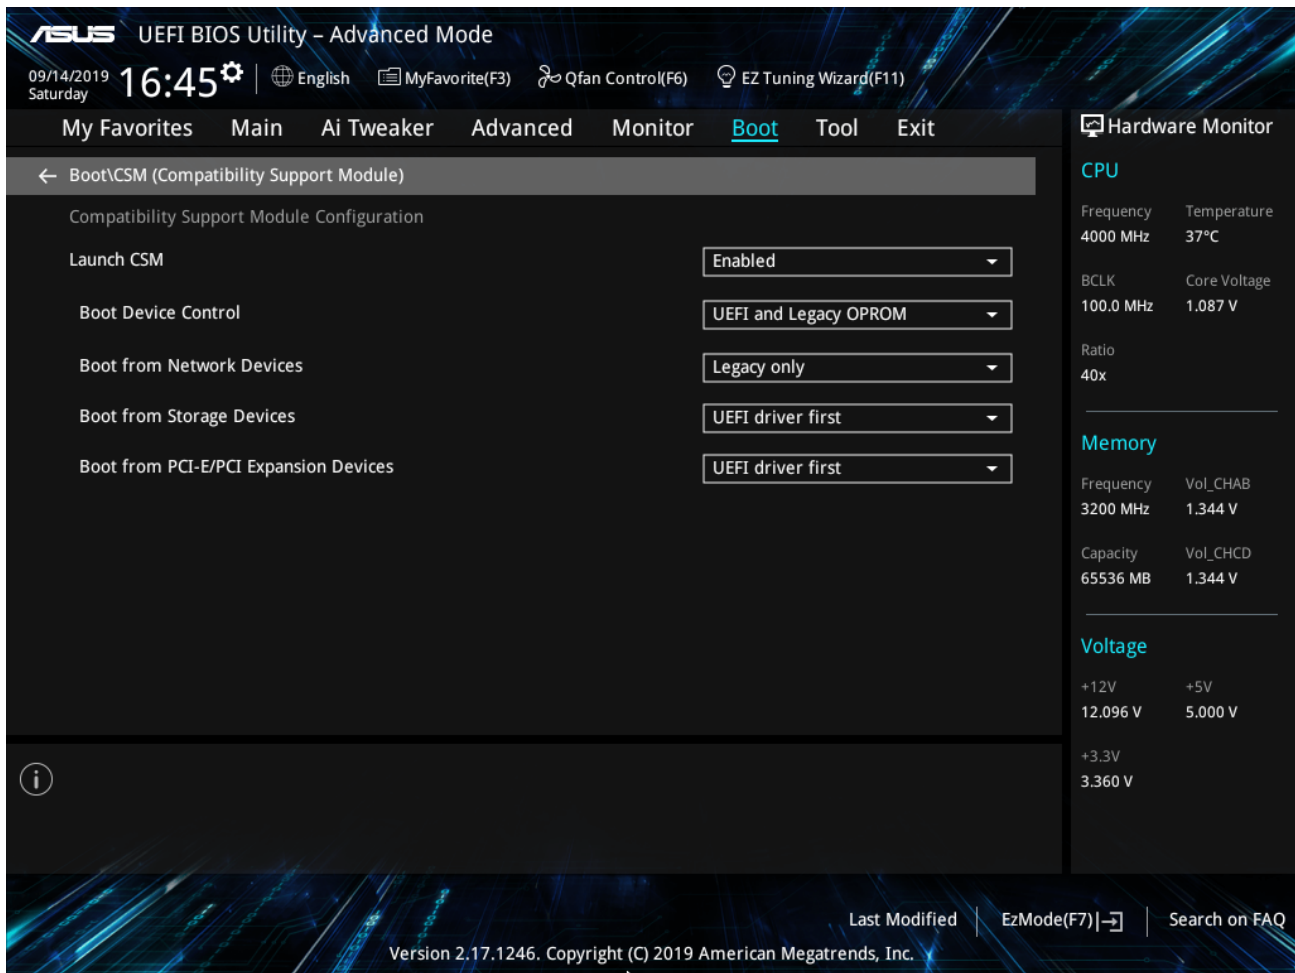 ASUS UEFI BIOS Utility – Advanced Mode
09/14/2019
Saturday
16:45
English
MyFavorite(F3)
Qfan Control(F6)
EZ Tuning Wizard(F11)
My Favorites Main Ai Tweaker Advanced Monitor Boot Tool Exit
Boot\CSM (Compatibility Support Module)
Compatibility Support Module Configuration
Launch CSM Enabled
Boot Device Control UEFI and Legacy OPROM
Boot from Network Devices Legacy only
Boot from Storage Devices UEFI driver first
Boot from PCI-E/PCI Expansion Devices UEFI driver first
Hardware Monitor
CPU
Frequency Temperature
4000 MHz 37°C
BCLK Core Voltage
100.0 MHz 1.087 V
Ratio
40x
Memory
Frequency Vol_CHAB
3200 MHz 1.344 V
Capacity Vol_CHCD
65536 MB 1.344 V
Voltage
+12V +5V
12.096 V 5.000 V
+3.3V
3.360 V
Last Modified EzMode(F7) Search on FAQ
Version 2.17.1246. Copyright (C) 2019 American Megatrends, Inc.